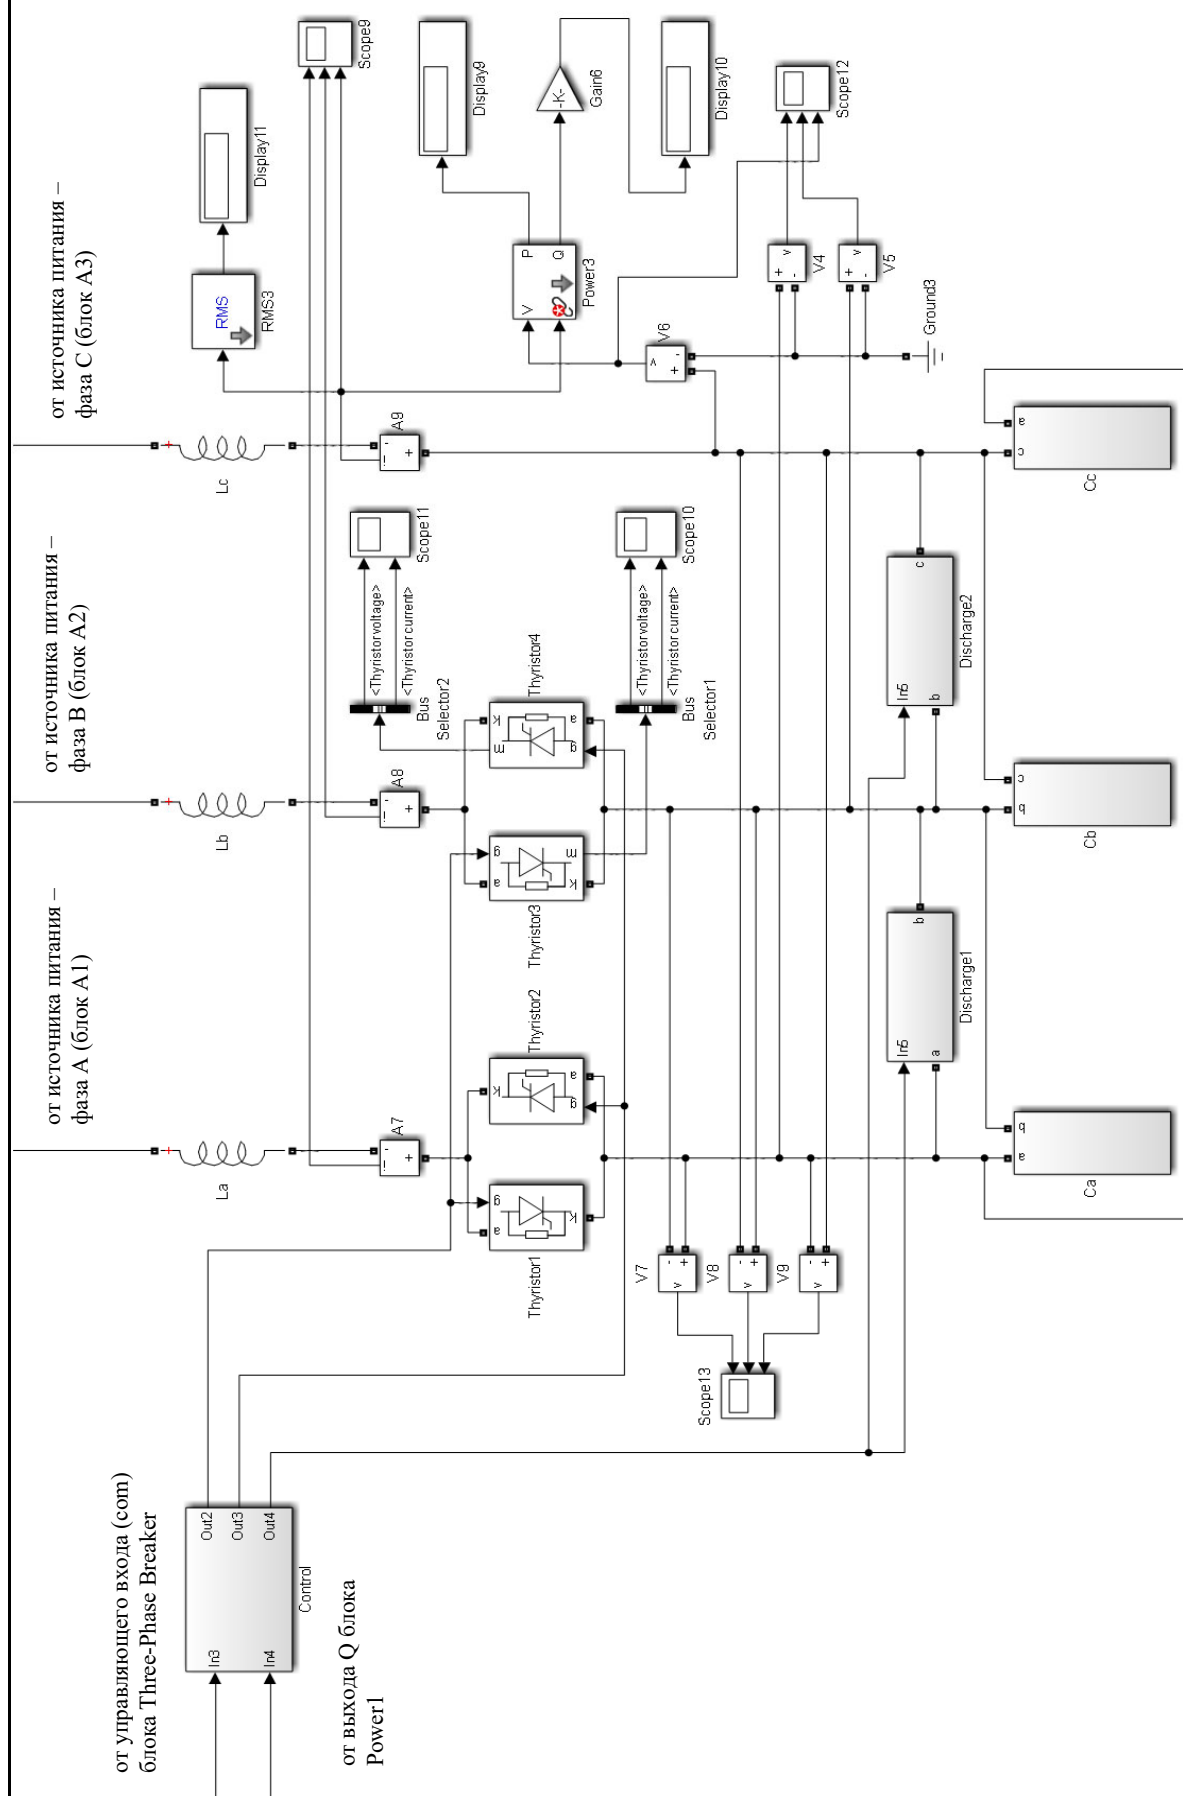 от управляющего входа (com)
блока Three-Phase Breaker
In3
In4
Out2
Out3
Out4
Control
от выхода Q блока
Power1
от источника питания –
фаза А (блок А1)
от источника питания –
фаза В (блок А2)
от источника питания –
фаза С (блок А3)
La
Lb
Lc
RMS
RMS3
Display11
Scope9
i
-
+
A7
i
-
+
A8
i
-
+
A9
Bus
Selector2
<Thyristor voltage>
<Thyristor current>
Scope11
V
P
Q
Power3
Display9
-K-
Gain6
Display10
a
g
k
Thyristor1
k
g
a
Thyristor2
a
g
k
m
Thyristor3
m
k
g
a
Thyristor4
Bus
Selector1
<Thyristor voltage>
<Thyristor current>
Scope10
v
+
-
V6
+
-
v
V4
+
-
v
V5
Scope12
Ground3
Scope13
v
-
+
V7
v
-
+
V8
v
-
+
V9
In5
a
b
Discharge1
In5
b
c
Discharge2
a
b
Ca
b
c
Cb
c
a
Cc